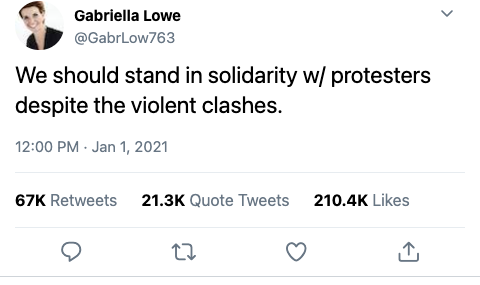 Gabriella Lowe
@GabrLow763
We should stand in solidarity w/ protesters
despite the violent clashes.
12:00 PM · Jan 1, 2021
67K Retweets 21.3K Quote Tweets 210.4K Likes